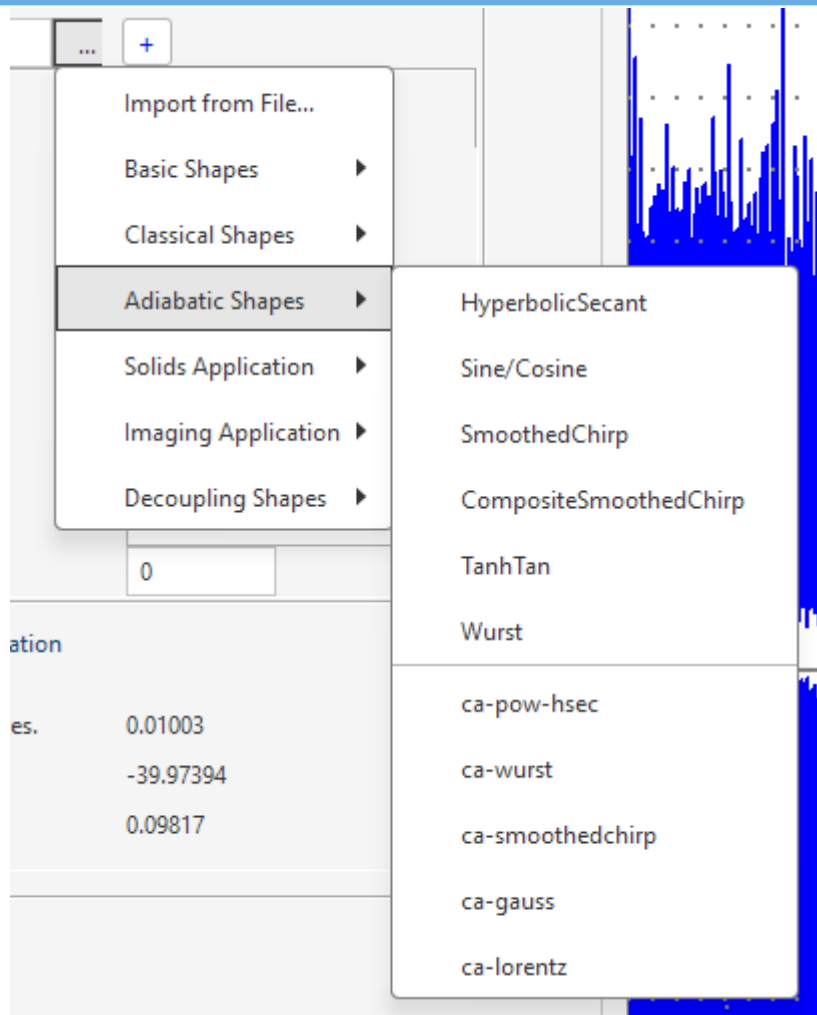 ...
+
Import from File...
Basic Shapes
Classical Shapes
Adiabatic Shapes
Solids Application
Imaging Application
Decoupling Shapes
HyperbolicSecant
Sine/Cosine
SmoothedChirp
CompositeSmoothedChirp
TanhTan
Wurst
ca-pow-hsec
ca-wurst
ca-smoothedchirp
ca-gauss
ca-lorentz
0
ation
es. 0.01003
-39.97394
0.09817